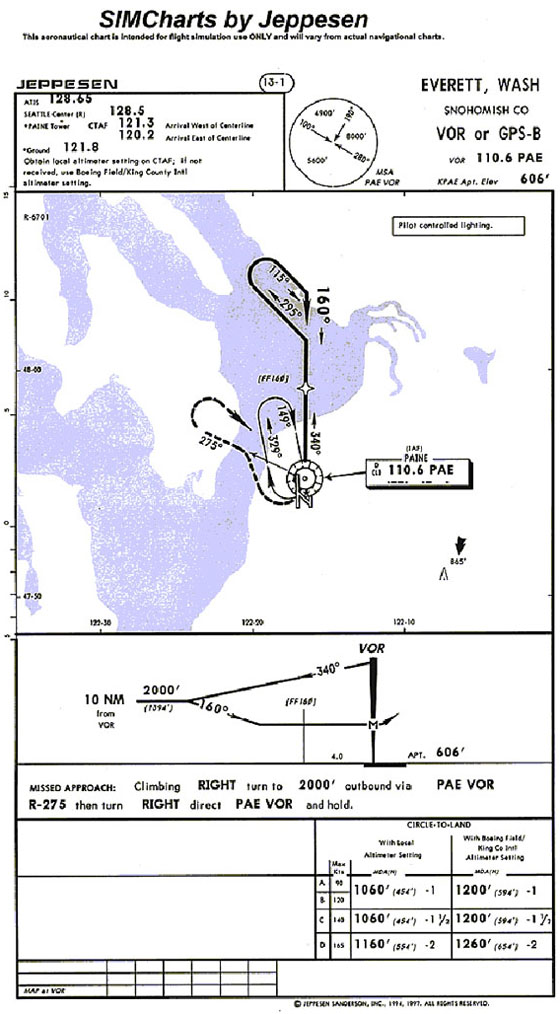 SIMCharts by Jeppesen
This aeronautical chart is intended for flight simulation use ONLY and will vary from actual navigational charts.
JEPPESEN
13-1
EVERETT, WASH
SNOHOMISH CO
VOR or GPS-B
VOR 110.6 PAE
KPAE Apt. Elev 606'
ATIS 128.65
SEATTLE Center (R) 128.5
*PAINE Tower CTAF 121.3 Arrival West of Centerline
120.2 Arrival East of Centerline
*Ground 121.8
Obtain local altimeter setting on CTAF; if not
received, use Boeing Field/King County Intl
altimeter setting.
4900'
190°
100°
8000'
280°
5600'
MSA
PAE VOR
15
R-6701
Pilot controlled lighting.
115°
295°
160°
10
48-00
[FF160]
5
149°
329°
340°
275°
(IAF)
PAINE
D
110.6 PAE
0
865'
47-50
122-30
122-20
122-10
5
VOR
340°
10 NM
from
VOR
2000'
(1394')
160°
[FF160]
M
4.0
APT. 606'
MISSED APPROACH: Climbing RIGHT turn to 2000' outbound via PAE VOR
R-275 then turn RIGHT direct PAE VOR and hold.
CIRCLE-TO-LAND
With Local
Altimeter Setting
With Boeing Field/
King Co Intl
Altimeter Setting
Max
Kts
MDA(H)
MDA(H)
A 90
1060' (454') -1
1200' (594') -1
B 120
C 140 1060' (454') -1 1/2 1200' (594') -1 1/2
D 165 1160' (554') -2 1260' (654') -2
MAP at VOR
© JEPPESEN SANDERSON, INC., 1994, 1997. ALL RIGHTS RESERVED.